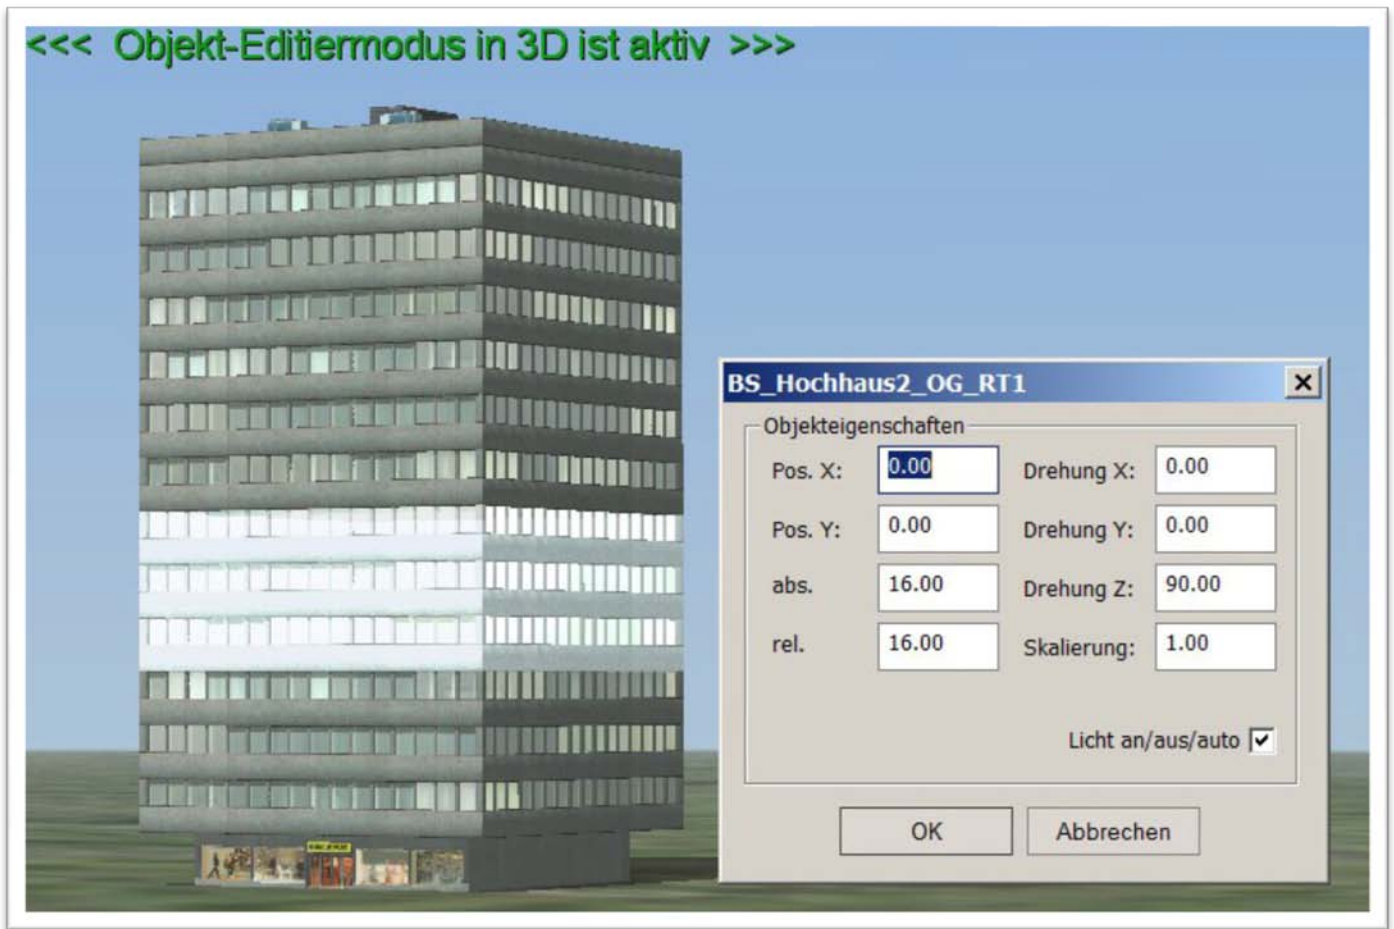 <<< Objekt-Editiermodus in 3D ist aktiv >>>
BS_Hochhaus2_OG_RT1
Objekteigenschaften
Pos. X: 0.00 Drehung X: 0.00
Pos. Y: 0.00 Drehung Y: 0.00
abs. 16.00 Drehung Z: 90.00
rel. 16.00 Skalierung: 1.00
Licht an/aus/auto
OK Abbrechen